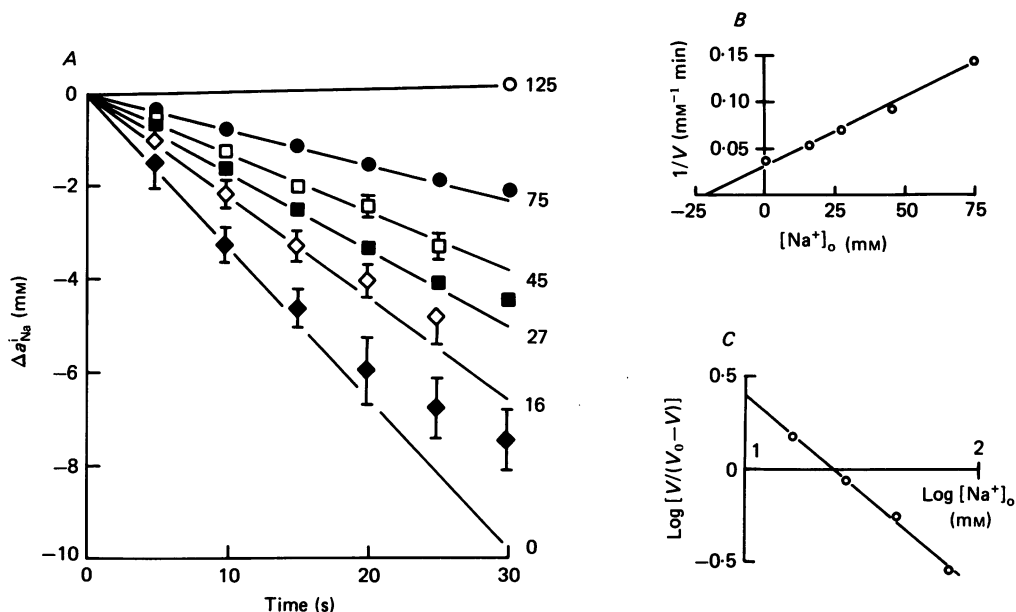 A
0
−2
−4
−6
−8
−10
Δaⁱ_Na (mM)
0
10
20
30
Time (s)
125
75
45
27
16
0
B
0·15
0·10
0·05
1/V (mM⁻¹ min)
−25
0
25
50
75
[Na⁺]ₒ (mM)
C
0·5
0
−0·5
Log [V/(V₀−V)]
1
2
Log [Na⁺]ₒ
(mM)